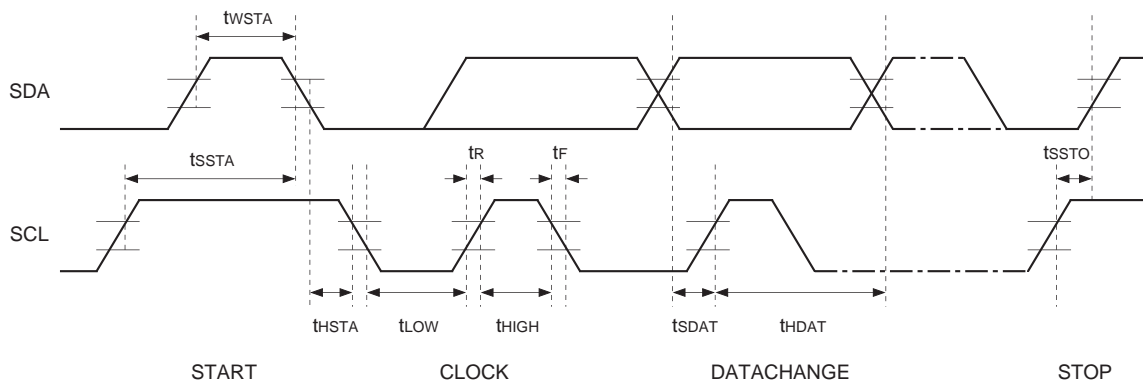 tWSTA
SDA
tSSTA
tR
tF
tSSTO
SCL
tHSTA
tLOW
tHIGH
tSDAT
tHDAT
START
CLOCK
DATACHANGE
STOP